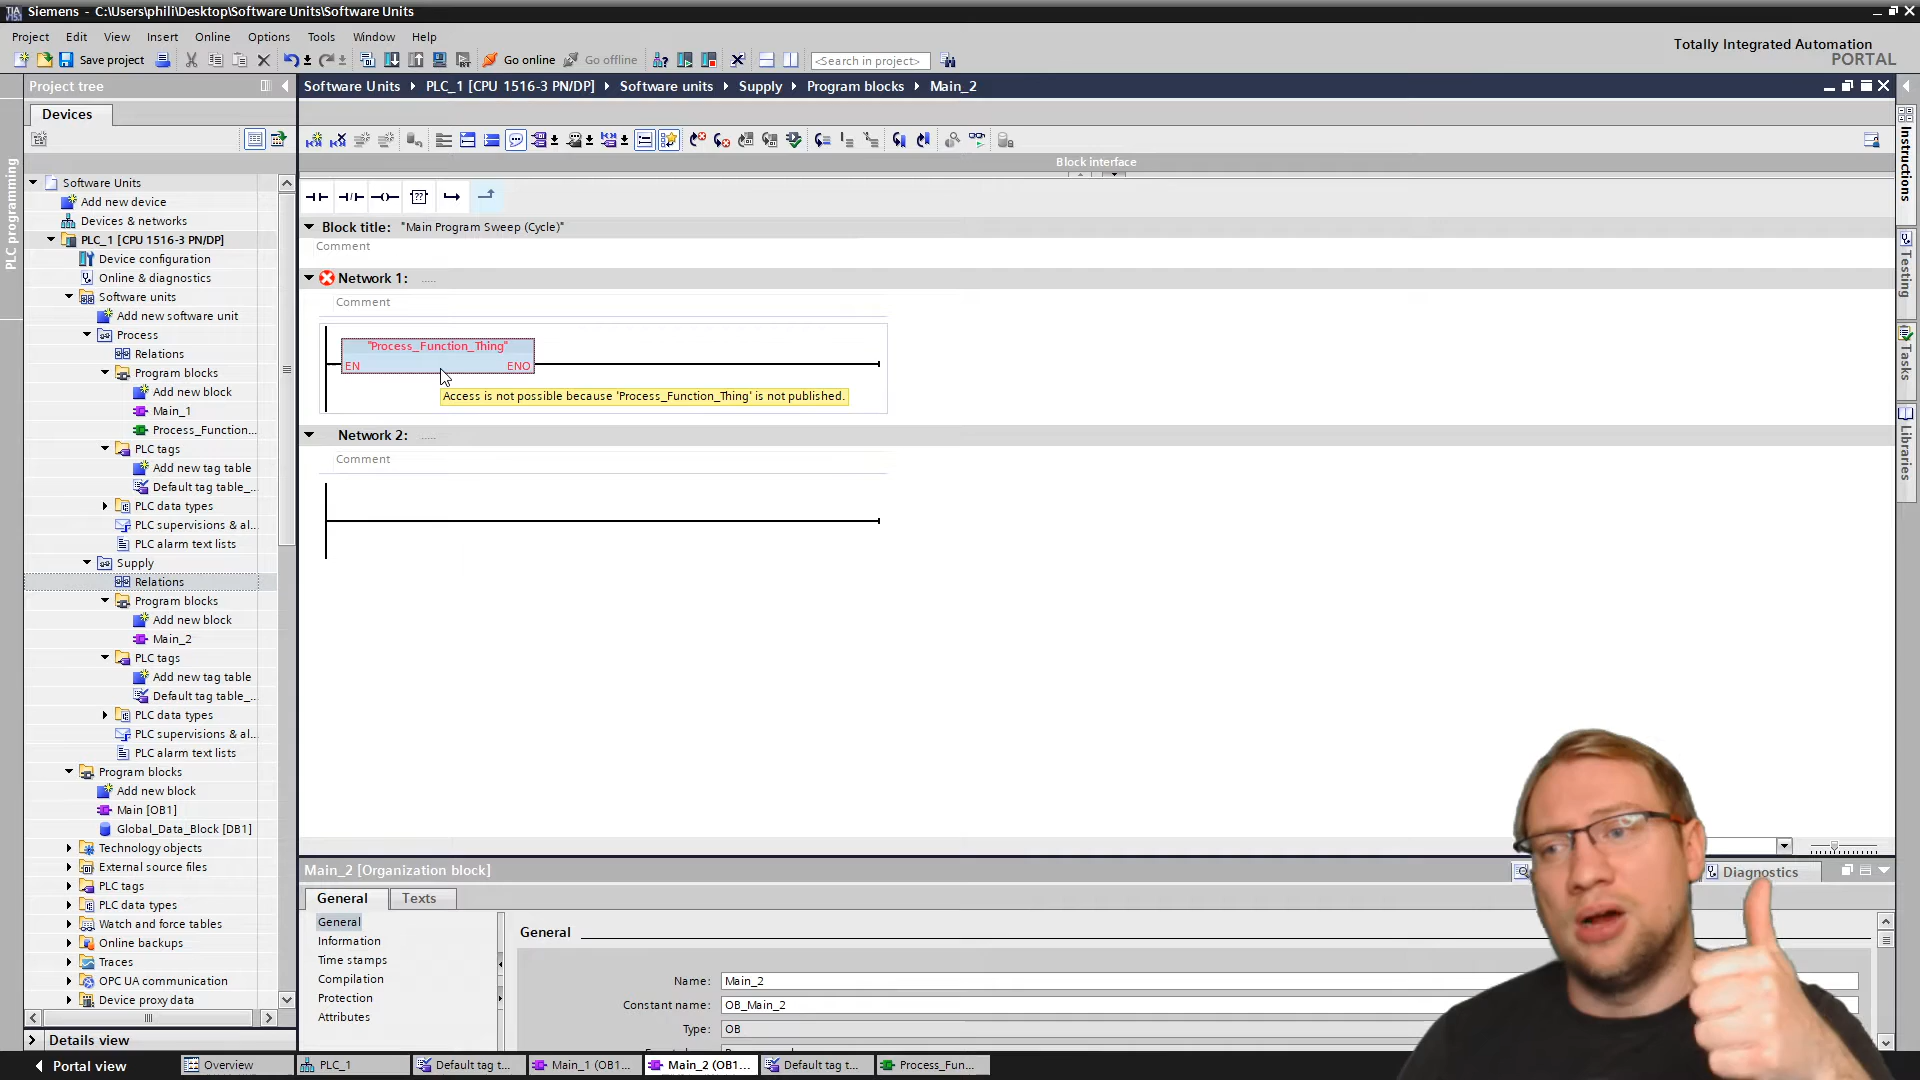 Siemens - C:\Users\phili\Desktop\Software Units\Software Units
Project Edit View Insert Online Options Tools Window Help
Totally Integrated Automation
PORTAL
Save project Go online Go offline <Search in project>
Project tree
Software Units PLC_1 [CPU 1516-3 PN/DP] Software units Supply Program blocks Main_2
Devices
PLC programming
Software Units
Add new device
Devices & networks
PLC_1 [CPU 1516-3 PN/DP]
Device configuration
Online & diagnostics
Software units
Add new software unit
Process
Relations
Program blocks
Add new block
Main_1
Process_Function...
PLC tags
Add new tag table
Default tag table_...
PLC data types
PLC supervisions & al...
PLC alarm text lists
Supply
Relations
Program blocks
Add new block
Main_2
PLC tags
Add new tag table
Default tag table_...
PLC data types
PLC supervisions & al...
PLC alarm text lists
Program blocks
Add new block
Main [OB1]
Global_Data_Block [DB1]
Technology objects
External source files
PLC tags
PLC data types
Watch and force tables
Online backups
Traces
OPC UA communication
Device proxy data
Details view
Block interface
??
Block title: "Main Program Sweep (Cycle)"
Comment
Network 1: .....
Comment
"Process_Function_Thing"
EN ENO
Access is not possible because 'Process_Function_Thing' is not published.
Network 2: .....
Comment
Instructions
Testing
Tasks
Libraries
Main_2 [Organization block]
Diagnostics
General Texts
General
Information
Time stamps
Compilation
Protection
Attributes
General
Name: Main_2
Constant name: OB_Main_2
Type: OB
Portal view Overview PLC_1 Default tag t... Main_1 (OB1... Main_2 (OB1... Default tag t... Process_Fun...